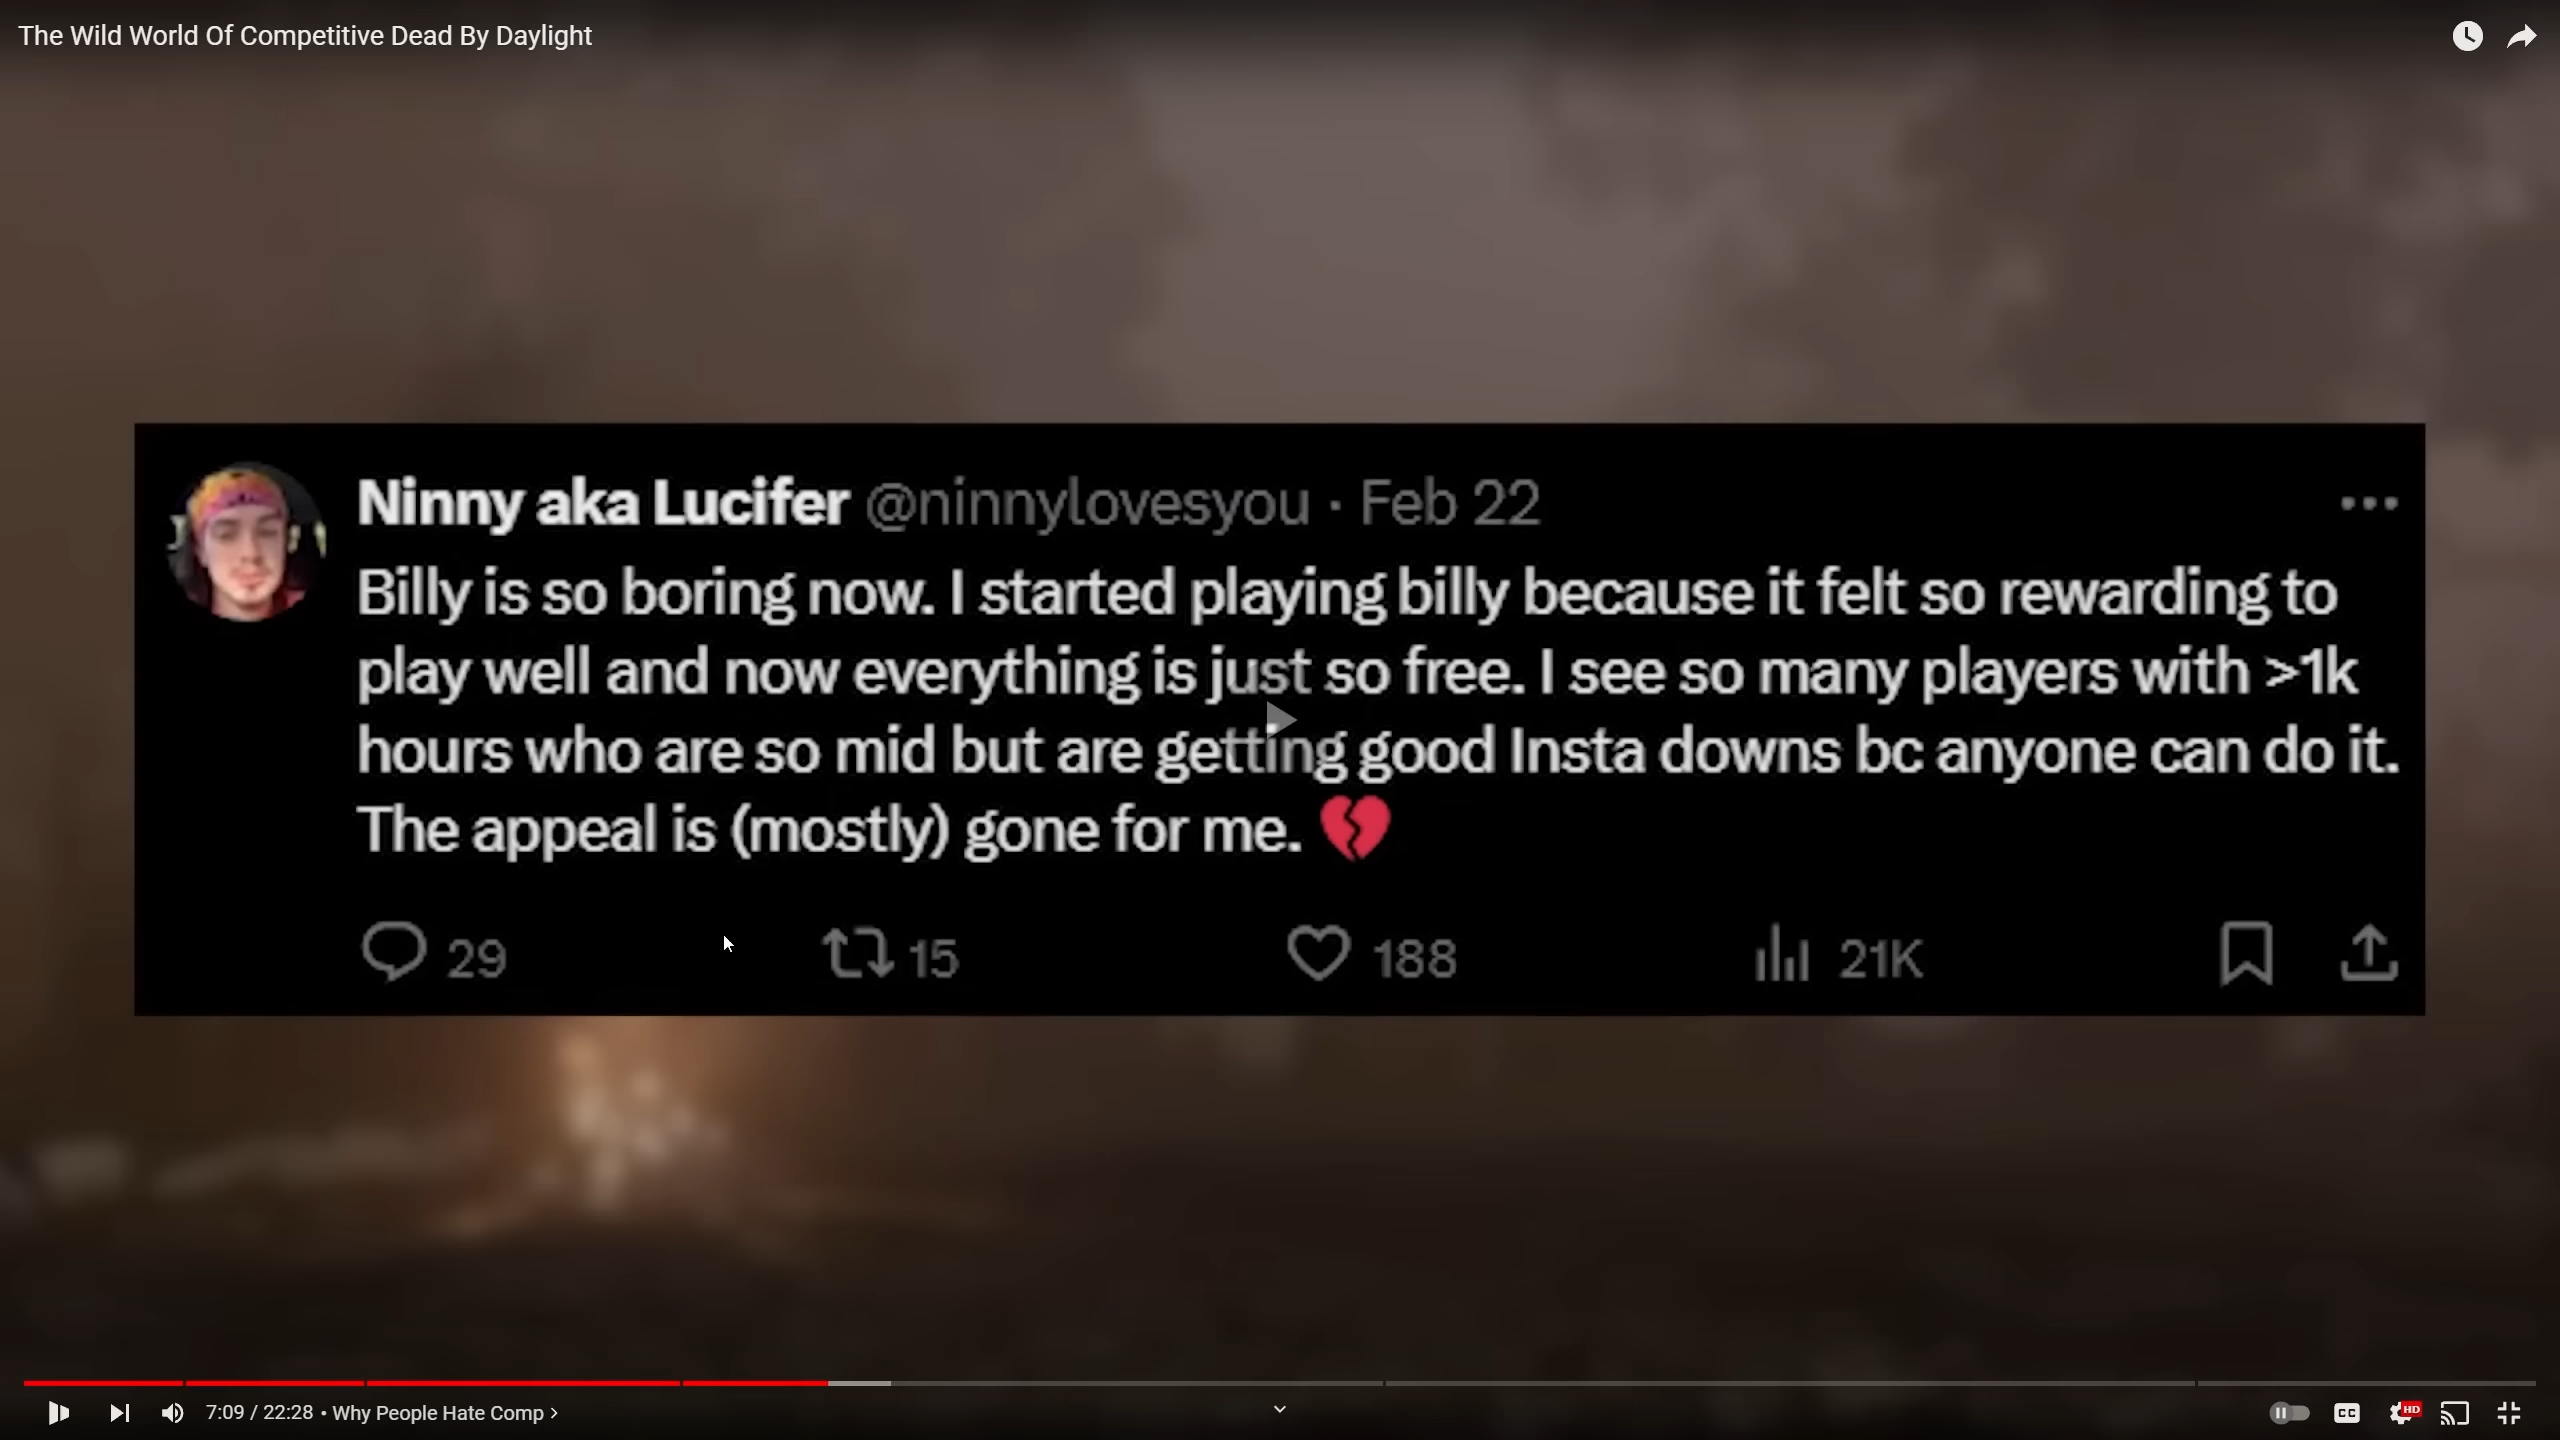 The Wild World Of Competitive Dead By Daylight
Ninny aka Lucifer @ninnylovesyou · Feb 22
Billy is so boring now. I started playing billy because it felt so rewarding to
play well and now everything is just so free. I see so many players with >1k
hours who are so mid but are getting good Insta downs bc anyone can do it.
The appeal is (mostly) gone for me. 💔
29 15 188 21K
7:09 / 22:28 • Why People Hate Comp ›
CC HD